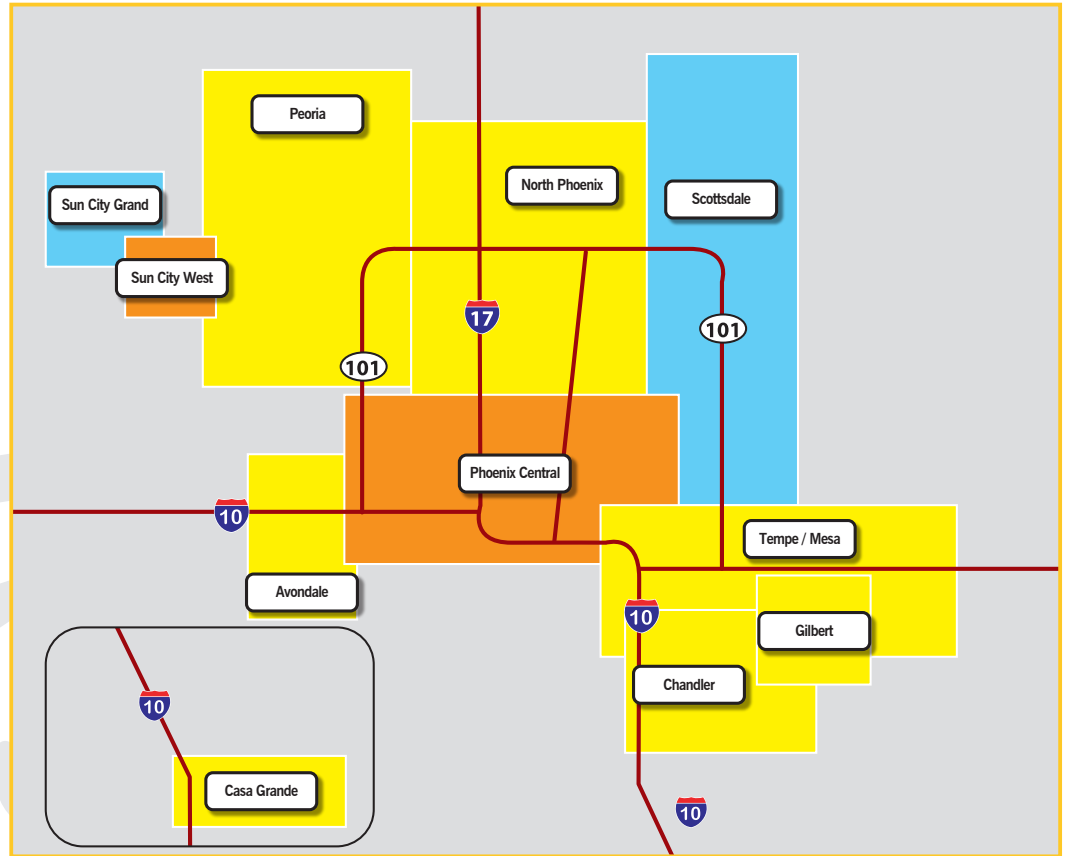 Peoria
North Phoenix
Scottsdale
Sun City Grand
Sun City West
17
101
101
Phoenix Central
10
Tempe / Mesa
Avondale
10
Gilbert
Chandler
10
Casa Grande
10